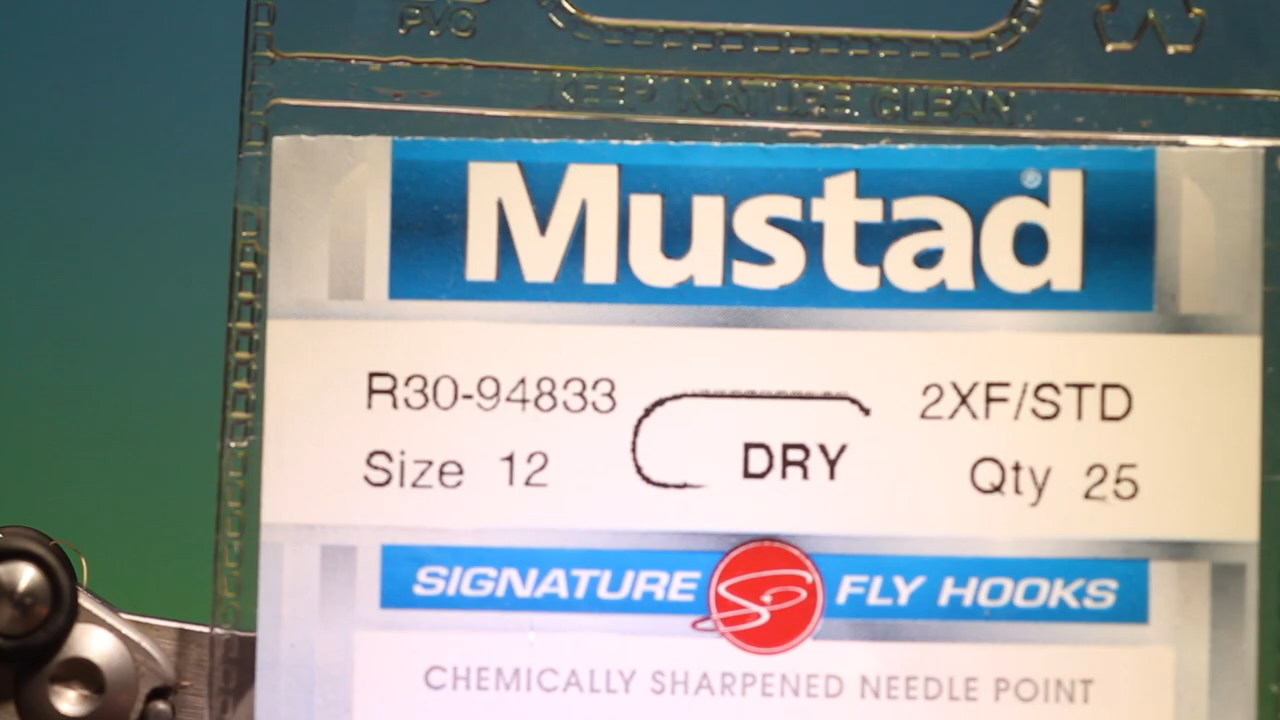 PVC
KEEP NATURE CLEAN
Mustad®
R30-94833
2XF/STD
Size 12
DRY
Qty 25
SIGNATURE FLY HOOKS
CHEMICALLY SHARPENED NEEDLE POINT